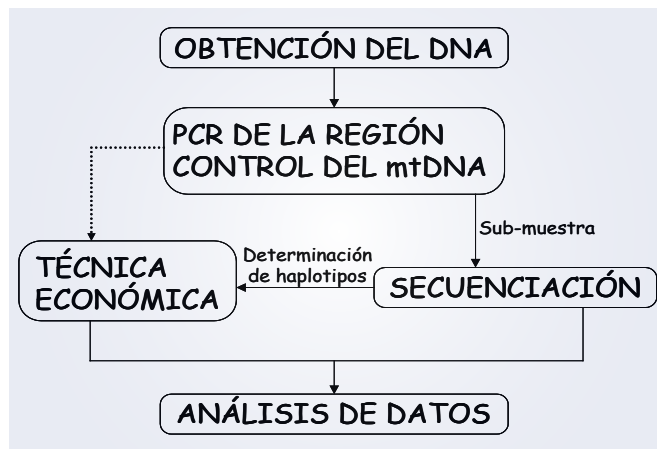 OBTENCIÓN DEL DNA
PCR DE LA REGIÓN
CONTROL DEL mtDNA
Sub-muestra
Determinación
de haplotipos
TÉCNICA
ECONÓMICA
SECUENCIACIÓN
ANÁLISIS DE DATOS